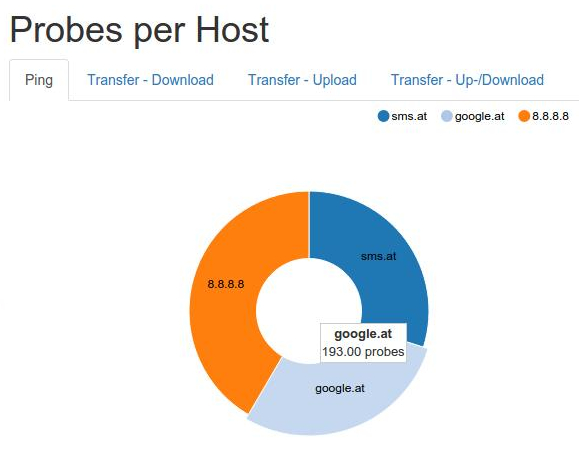 Probes per Host
Ping Transfer - Download Transfer - Upload Transfer - Up-/Download
sms.at google.at 8.8.8.8
sms.at
8.8.8.8
google.at
193.00 probes
google.at